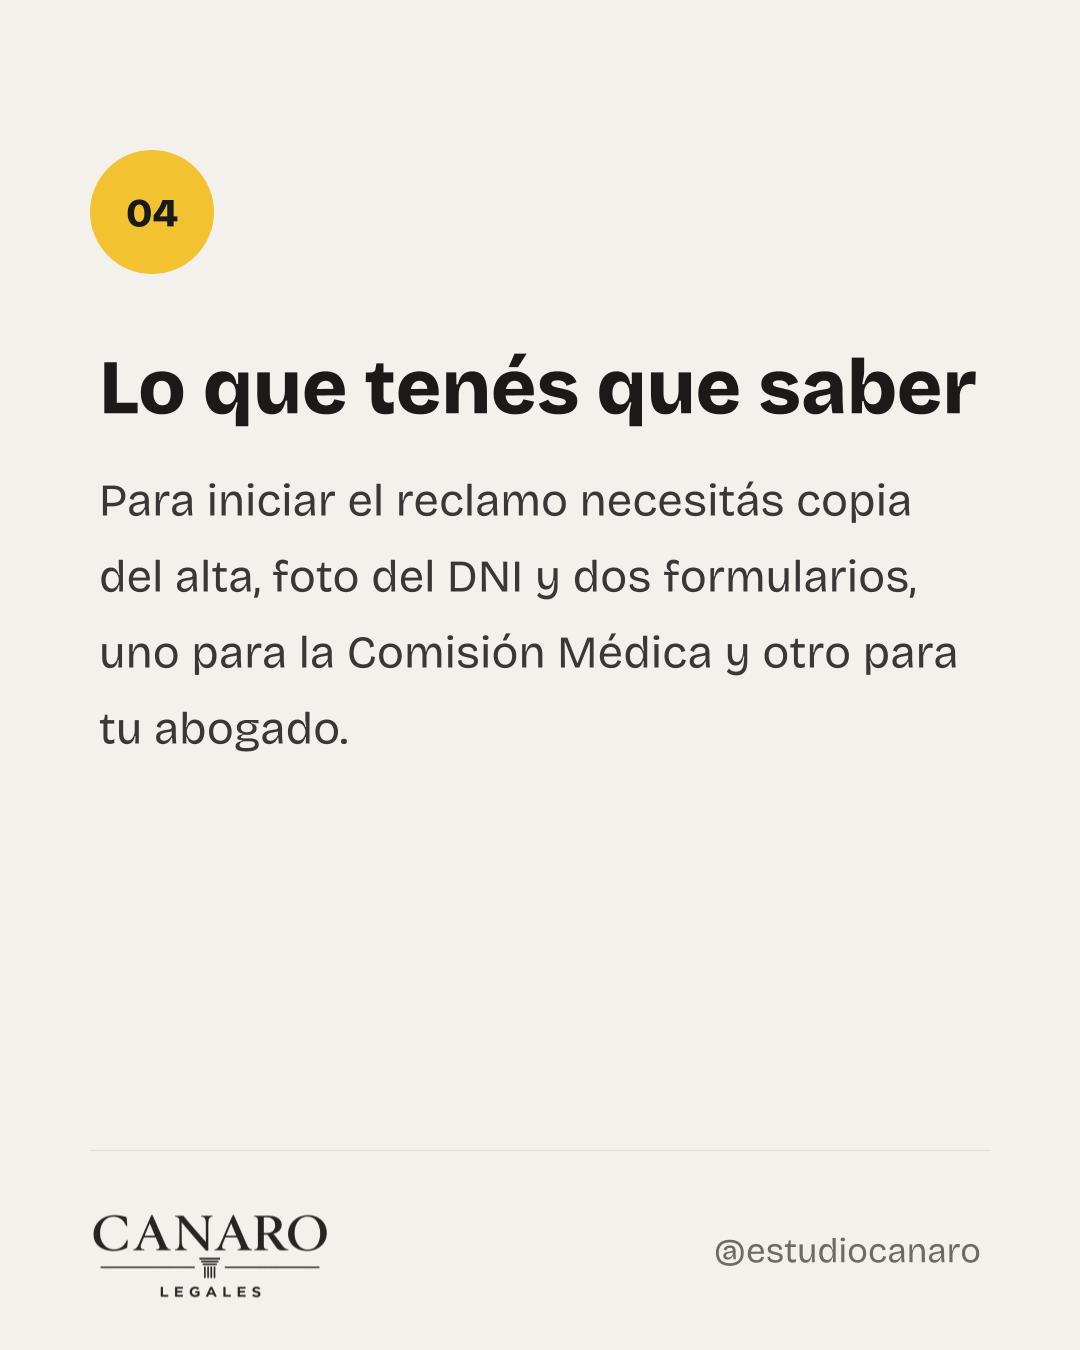 04
Lo que tenés que saber
Para iniciar el reclamo necesitás copia
del alta, foto del DNI y dos formularios,
uno para la Comisión Médica y otro para
tu abogado.
CANARO
LEGALES
@estudiocanaro